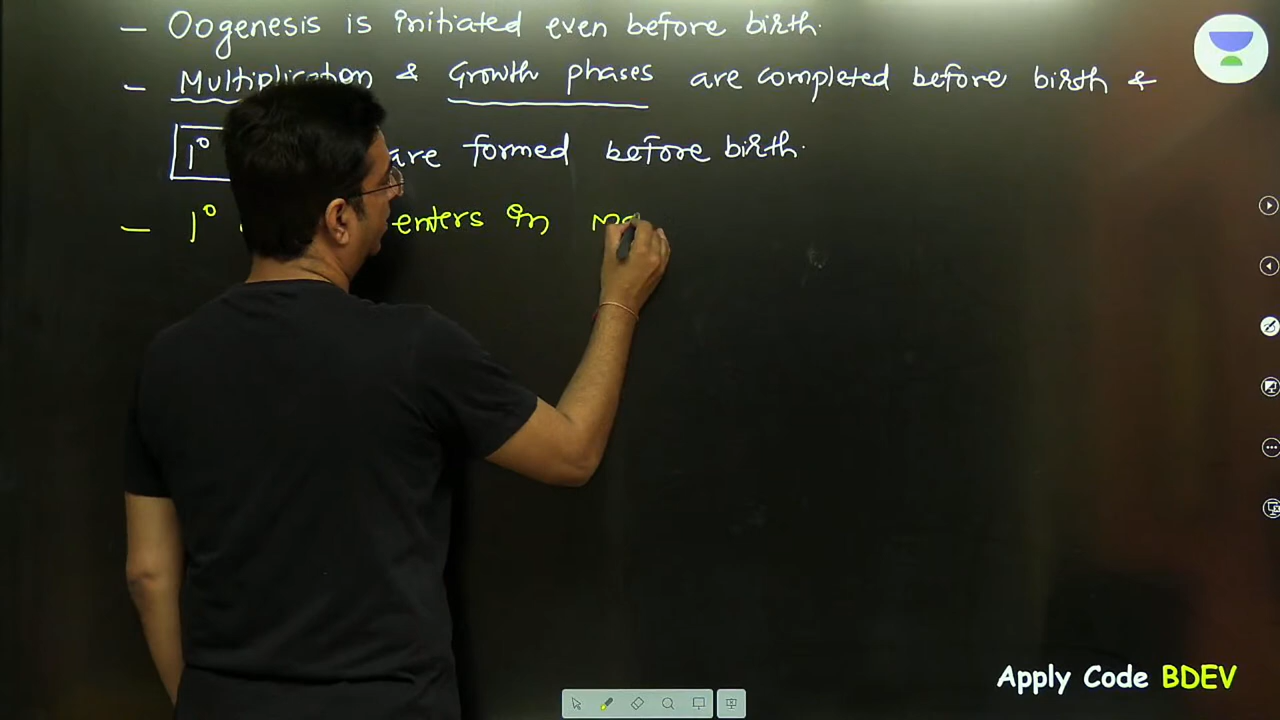 – Oogenesis is initiated even before birth.
– Multiplication & Growth phases are completed before birth &
1° are formed before birth.
– 1° enters in
Apply Code BDEV